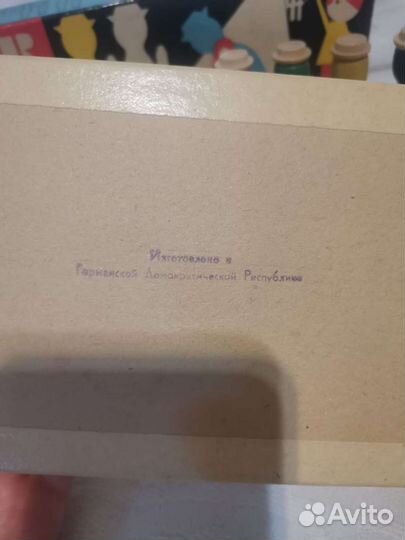 Изготовлено в
Германской Демократической Республике
Avito